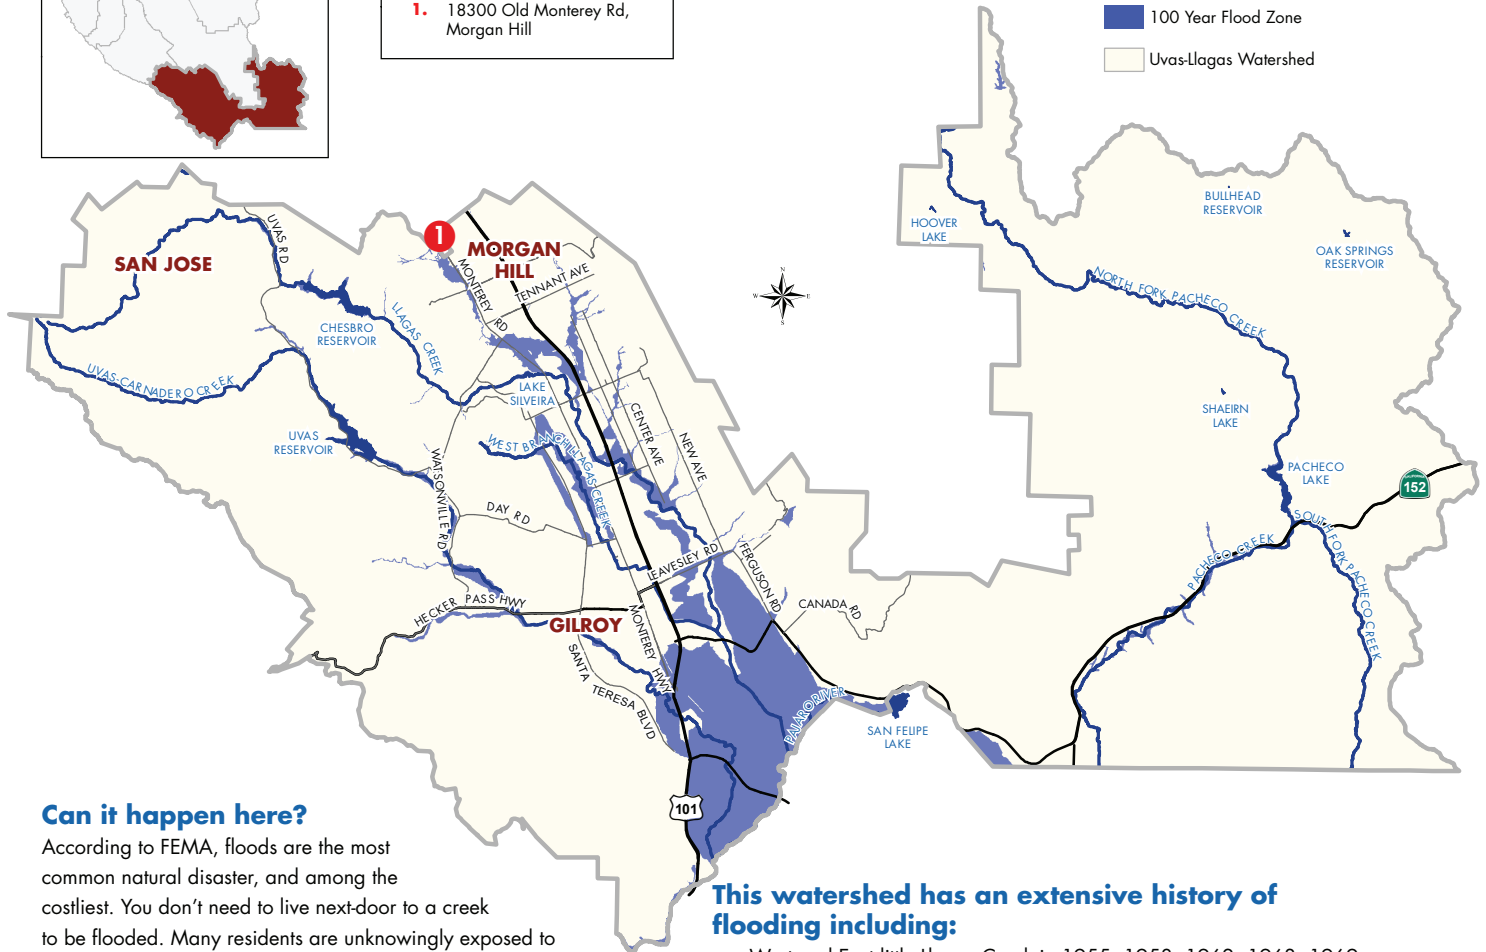 1. 18300 Old Monterey Rd,
Morgan Hill
100 Year Flood Zone
Uvas-Llagas Watershed
N
W
E
S
1
SAN JOSE
UVAS RD
MORGAN
HILL
MONTEREY RD
TENNANT AVE
CHESBRO
RESERVOIR
LLAGAS CREEK
UVAS-CARNADERO CREEK
LAKE
SILVEIRA
UVAS
RESERVOIR
WEST BRANCH LLAGAS CREEK
CENTER AVE
NEW AVE
WATSONVILLE RD
DAY RD
LEAVESLEY RD
FERGUSON RD
CANADA RD
HECKER PASS HWY
GILROY
MONTEREY HWY
SANTA TERESA BLVD
PAJARO RIVER
SAN FELIPE
LAKE
101
HOOVER
LAKE
BULLHEAD
RESERVOIR
OAK SPRINGS
RESERVOIR
NORTH FORK PACHECO CREEK
SHAEIRN
LAKE
PACHECO
LAKE
CALIFORNIA
152
SOUTH FORK PACHECO CREEK
PACHECO CREEK
Can it happen here?
According to FEMA, floods are the most
common natural disaster, and among the
costliest. You don't need to live next-door to a creek
to be flooded. Many residents are unknowingly exposed to
This watershed has an extensive history of
flooding including: